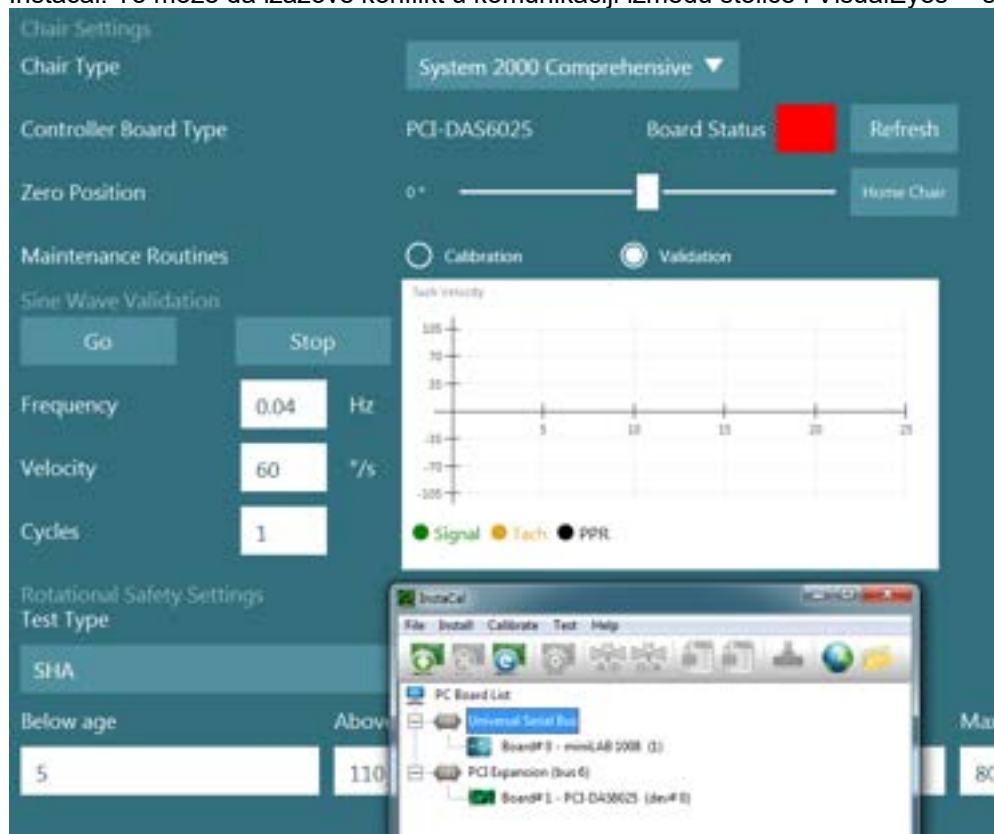 Chair Settings
Chair Type System 2000 Comprehensive
Controller Board Type PCI-DAS6025 Board Status Refresh
Zero Position 0° Home Chair
Maintenance Routines Calibration Validation
Sine Wave Validation Tach Velocity
Go Stop
105
70
35
5 10 15 20 25
-35
-70
-105
Frequency 0.04 Hz
Velocity 60 °/s
Cycles 1
Signal Tach PPR
Rotational Safety Settings
Test Type
SHA
Below age
5 110
InstaCal
File Install Calibrate Test Help
PC Board List
Universal Serial Bus
Board# 0 - miniLAB 1008 (1)
PCI Expansion (bus 6)
Board# 1 - PCI-DAS6025 (dev# 0)